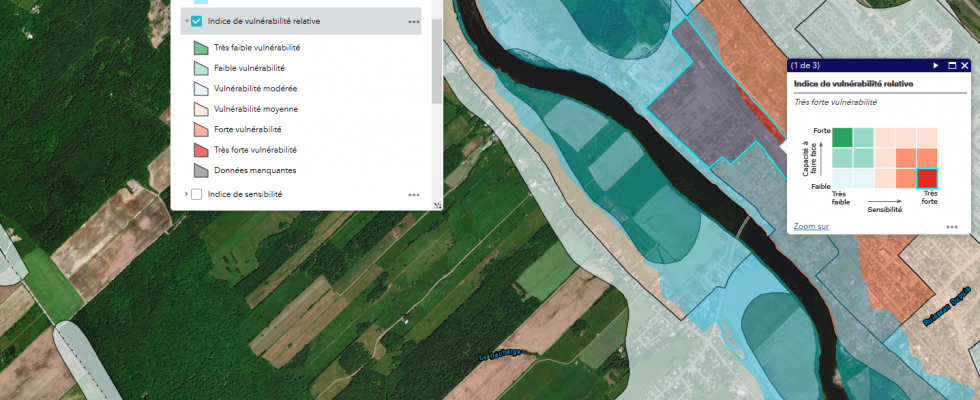 Indice de vulnérabilité relative
Très faible vulnérabilité
Faible vulnérabilité
Vulnérabilité modérée
Vulnérabilité moyenne
Forte vulnérabilité
Très forte vulnérabilité
Données manquantes
Indice de sensibilité
(1 de 3)
Indice de vulnérabilité relative
Très forte vulnérabilité
Forte
Capacité à
faire face
Faible
Très
faible
Sensibilité
Très
forte
Zoom sur
La Décharge
Ruisseau Dupuis